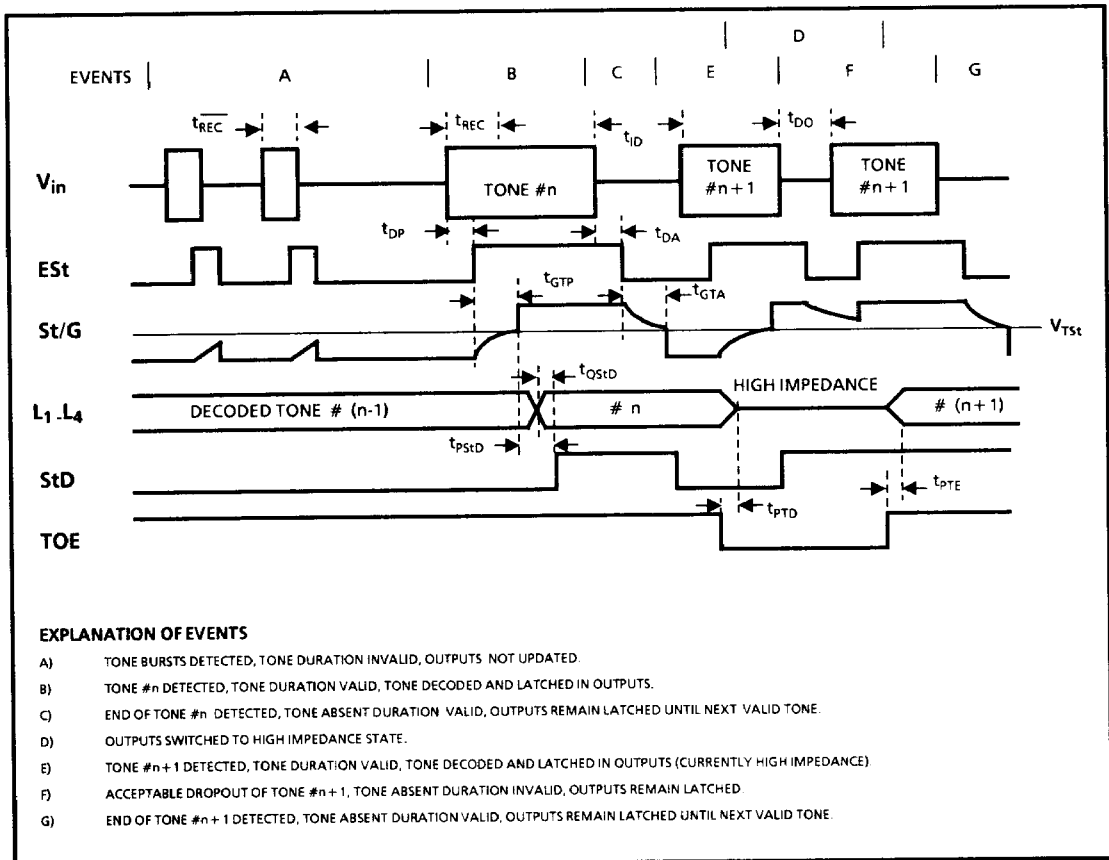 D
EVENTS A B C E F G
tREC tREC tID tDO
Vin TONE #n TONE #n+1 TONE #n+1
tDP tDA
ESt
tGTP tGTA
St/G VTSt
tQStD HIGH IMPEDANCE
L1-L4 DECODED TONE # (n-1) # n # (n+1)
tPStD
StD tPTE
tPTD
TOE
EXPLANATION OF EVENTS
A) TONE BURSTS DETECTED, TONE DURATION INVALID, OUTPUTS NOT UPDATED.
B) TONE #n DETECTED, TONE DURATION VALID, TONE DECODED AND LATCHED IN OUTPUTS.
C) END OF TONE #n DETECTED, TONE ABSENT DURATION VALID, OUTPUTS REMAIN LATCHED UNTIL NEXT VALID TONE.
D) OUTPUTS SWITCHED TO HIGH IMPEDANCE STATE.
E) TONE #n+1 DETECTED, TONE DURATION VALID, TONE DECODED AND LATCHED IN OUTPUTS (CURRENTLY HIGH IMPEDANCE)
F) ACCEPTABLE DROPOUT OF TONE #n+1, TONE ABSENT DURATION INVALID, OUTPUTS REMAIN LATCHED.
G) END OF TONE #n+1 DETECTED, TONE ABSENT DURATION VALID, OUTPUTS REMAIN LATCHED UNTIL NEXT VALID TONE.